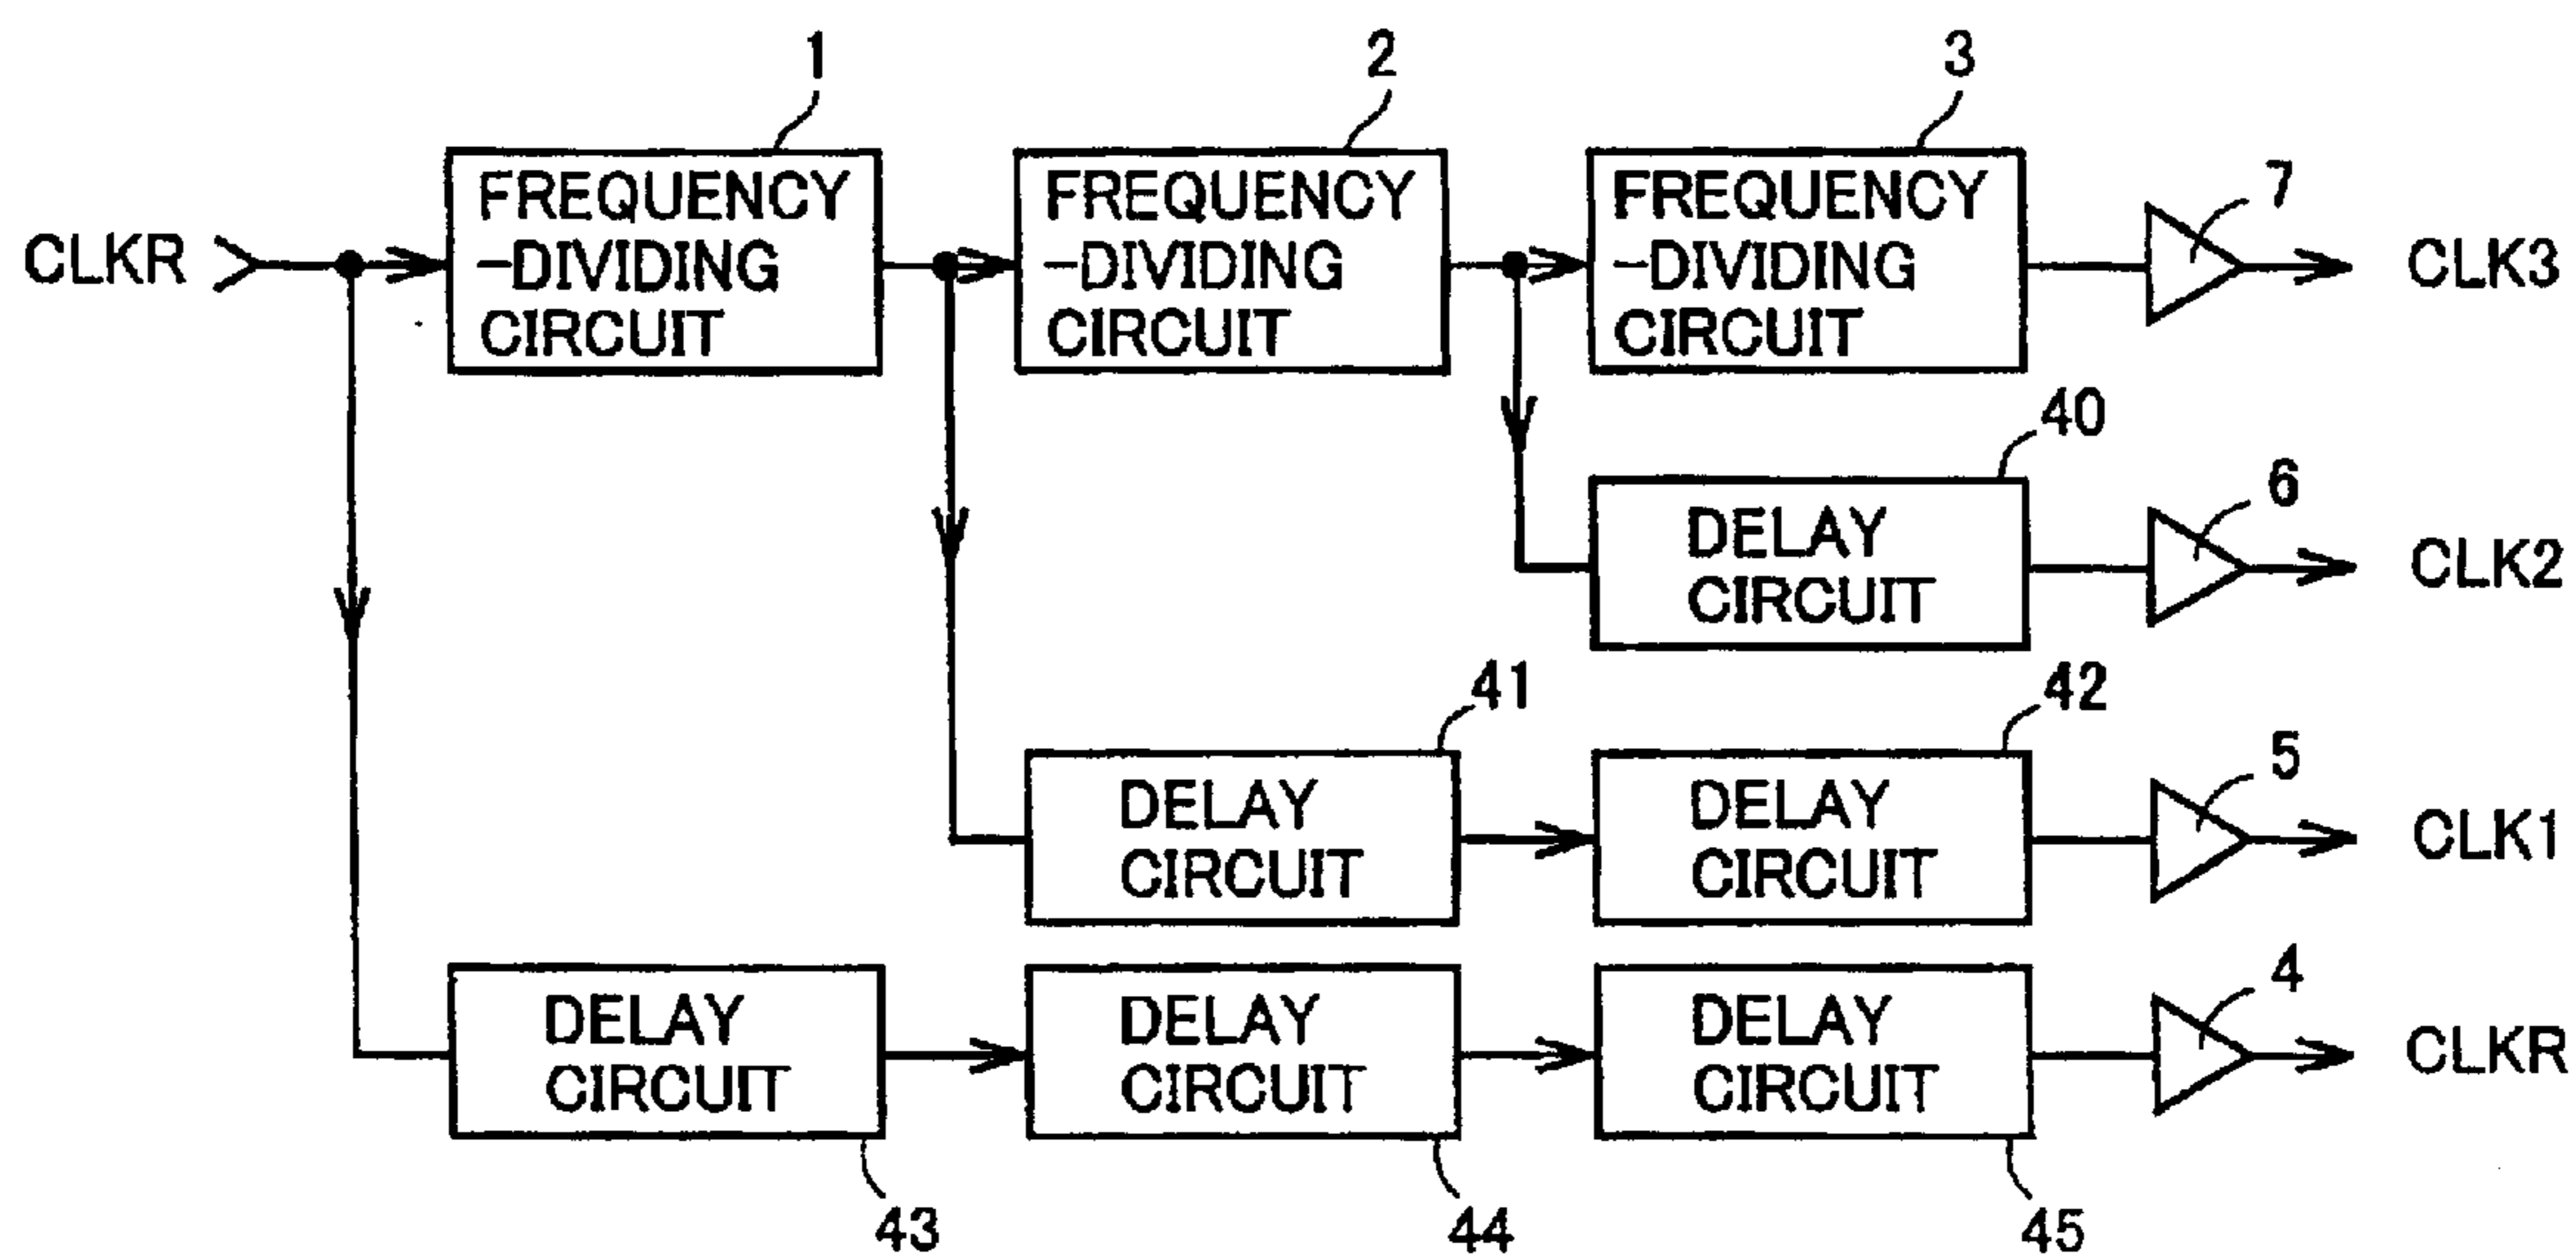 1
2
3
FREQUENCY
-DIVIDING
CIRCUIT
FREQUENCY
-DIVIDING
CIRCUIT
FREQUENCY
-DIVIDING
CIRCUIT
7
CLKR
CLK3
40
DELAY
CIRCUIT
6
CLK2
41
42
DELAY
CIRCUIT
DELAY
CIRCUIT
5
CLK1
DELAY
CIRCUIT
DELAY
CIRCUIT
DELAY
CIRCUIT
4
CLKR
43
44
45